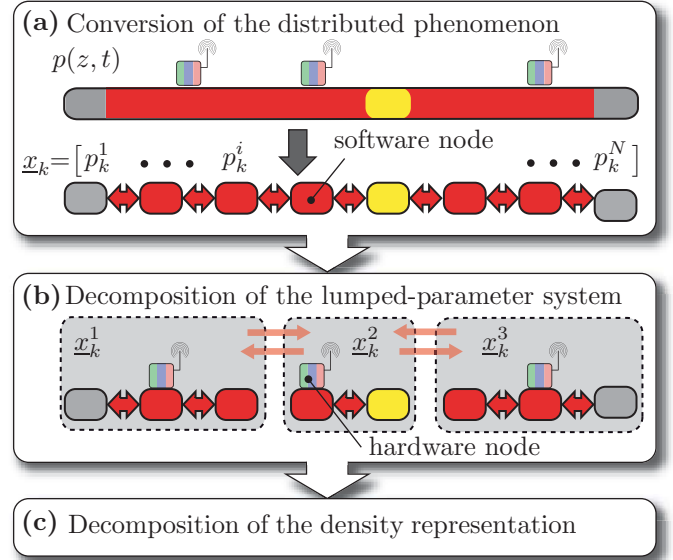 (a) Conversion of the distributed phenomenon
p(z, t)
software node
x_k=[p_k^1 • • • p_k^i • • • p_k^N]
(b) Decomposition of the lumped-parameter system
x_k^1 x_k^2 x_k^3
hardware node
(c) Decomposition of the density representation